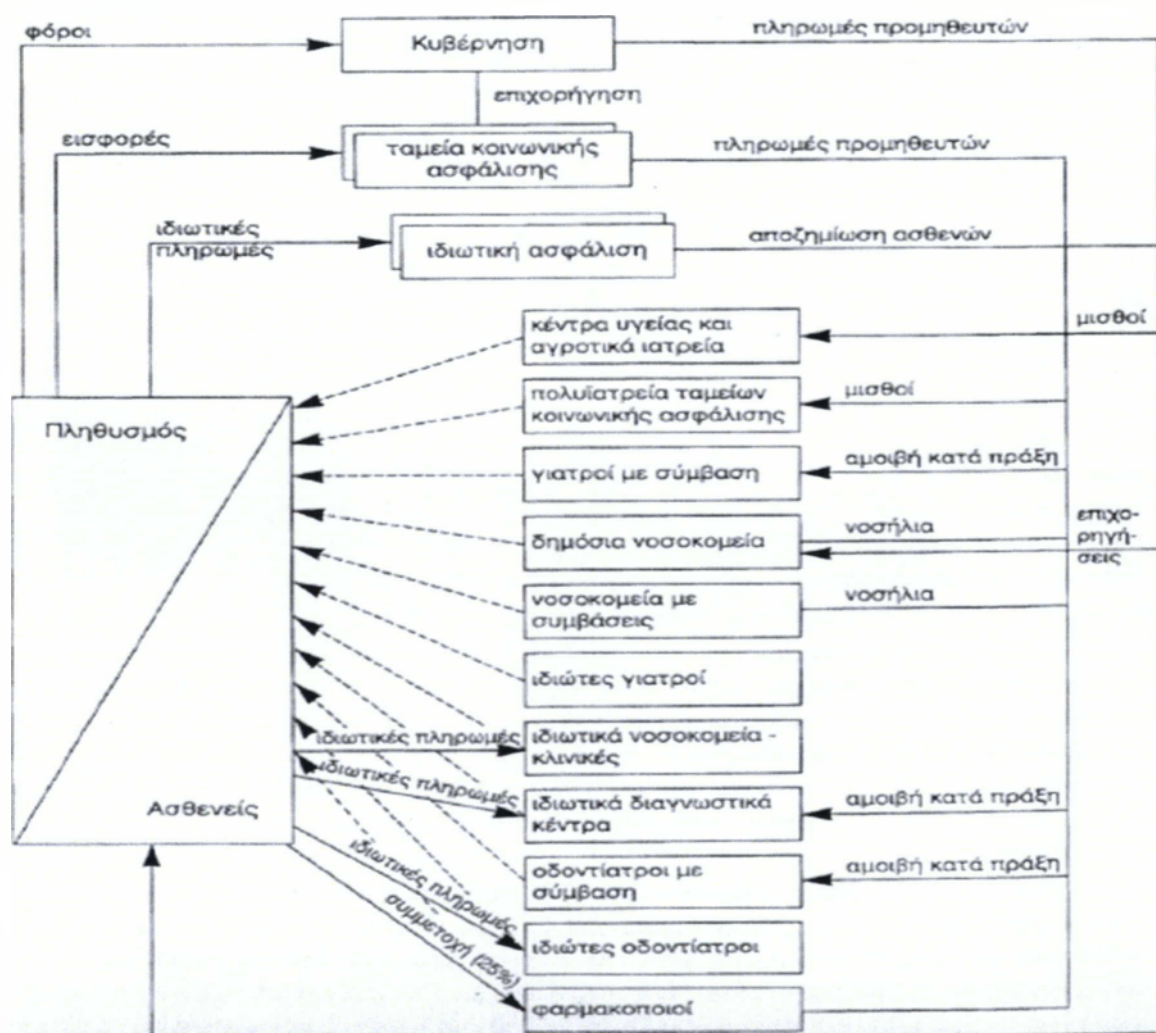 φόροι
Κυβέρνηση
πληρωμές προμηθευτών
επιχορήγηση
εισφορές
ταμεία κοινωνικής
ασφάλισης
πληρωμές προμηθευτών
ιδιωτικές
πληρωμές
ιδιωτική ασφάλιση
αποζημίωση ασθενών
κέντρα υγείας και
αγροτικά ιατρεία
μισθοί
πολυϊατρεία ταμείων
κοινωνικής ασφάλισης
μισθοί
Πληθυσμός
γιατροί με σύμβαση
αμοιβή κατά πράξη
δημόσια νοσοκομεία
νοσήλια
επιχο-
ρηγή-
σεις
νοσοκομεία με
συμβάσεις
νοσήλια
ιδιώτες γιατροί
ιδιωτικές πληρωμές
ιδιωτικά νοσοκομεία -
κλινικές
ιδιωτικές πληρωμές
ιδιωτικά διαγνωστικά
κέντρα
αμοιβή κατά πράξη
Ασθενείς
ιδιωτικές πληρωμές
οδοντίατροι με
σύμβαση
αμοιβή κατά πράξη
συμμετοχή (25%)
ιδιώτες οδοντίατροι
φαρμακοποιοί